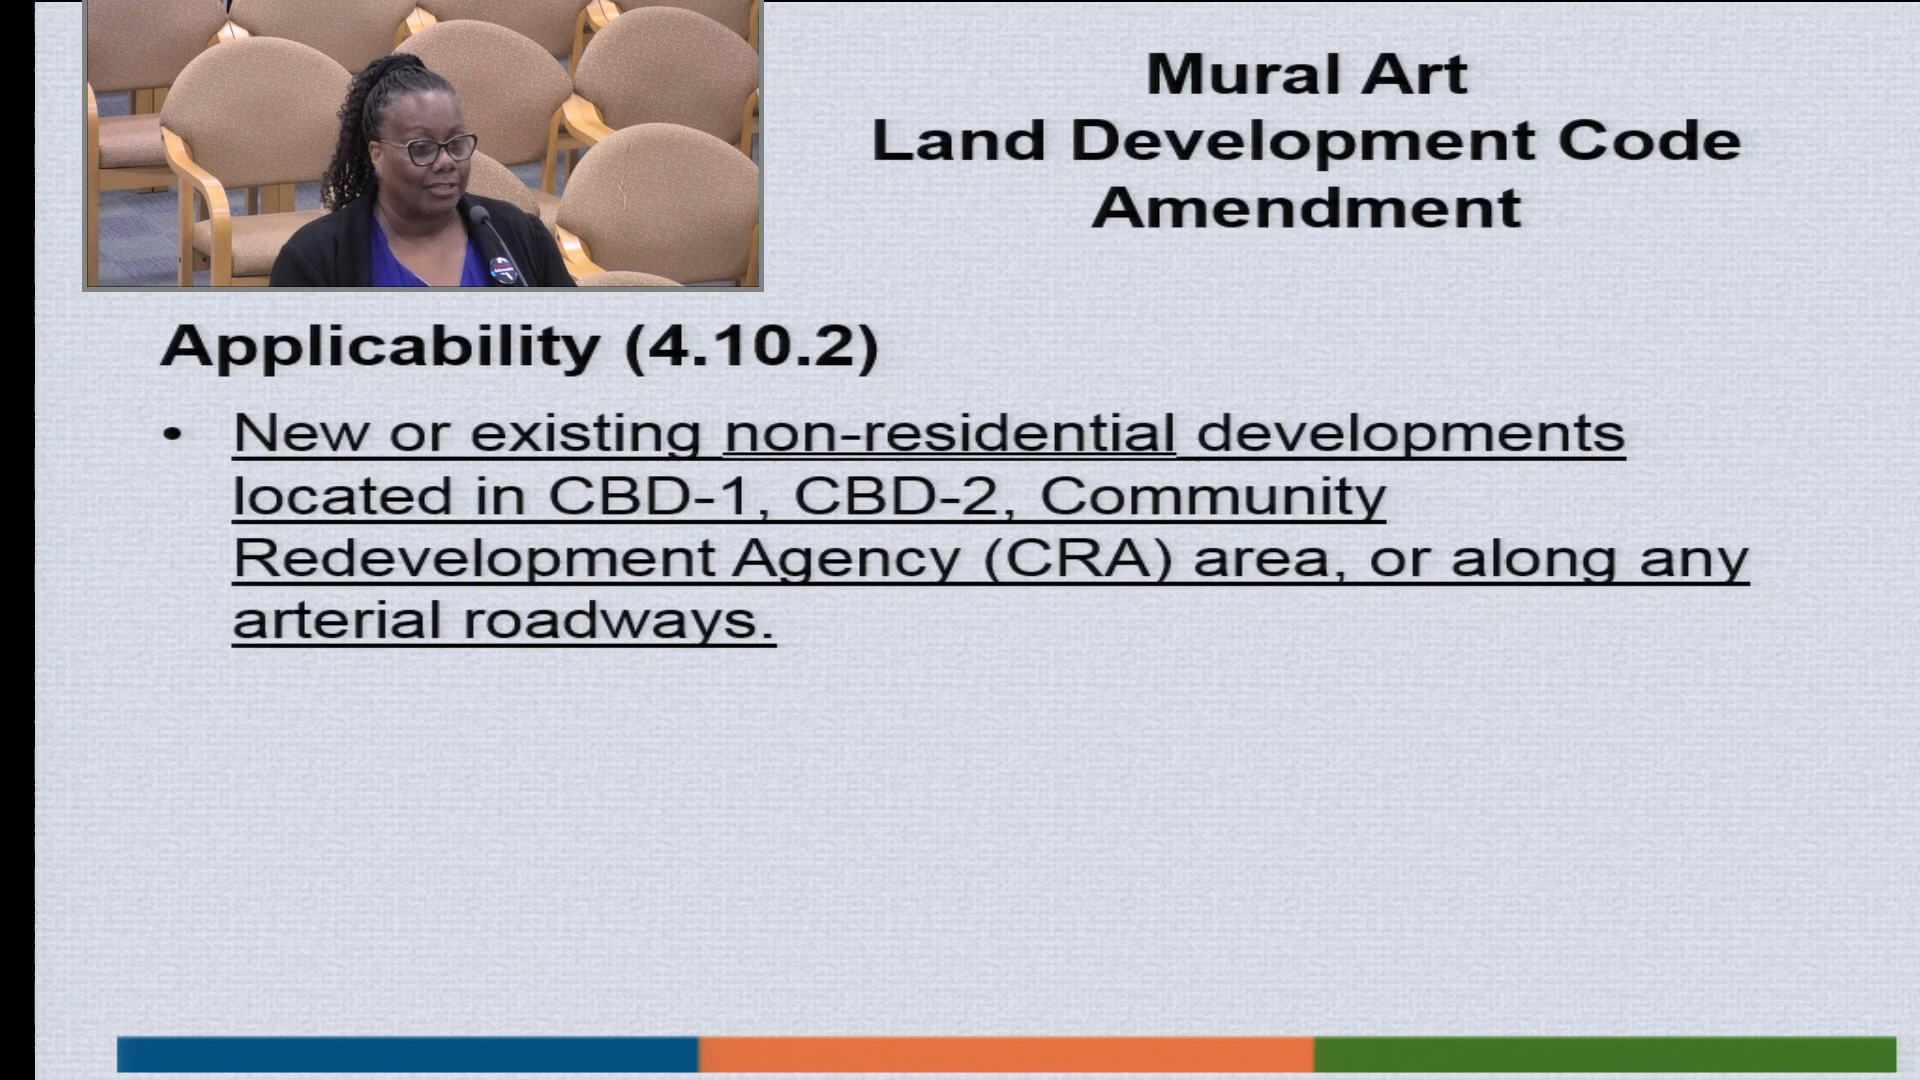 Mural Art
Land Development Code
Amendment
Applicability (4.10.2)
• New or existing non-residential developments
located in CBD-1, CBD-2, Community
Redevelopment Agency (CRA) area, or along any
arterial roadways.